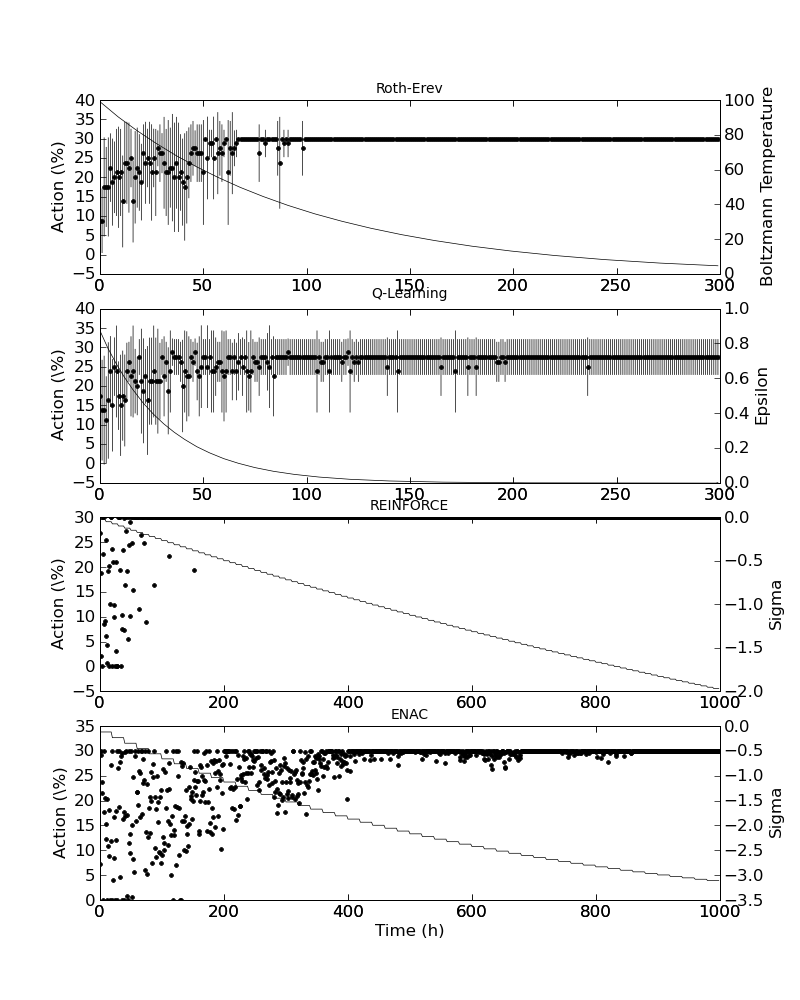 Roth-Erev
40 100
35 80
30
25 60
20
15 40
10
5 20
0
−5 0
Action (\%)
Boltzmann Temperature
0 50 100 150 200 250 300
Q-Learning
40 1.0
35
30 0.8
25
20 0.6
15 0.4
10
5 0.2
0
−5 0.0
Action (\%)
Epsilon
0 50 100 150 200 250 300
REINFORCE
30 0.0
25
20 −0.5
15
10 −1.0
5
0 −1.5
−5 −2.0
Action (\%)
Sigma
0 200 400 600 800 1000
ENAC
35 0.0
30 −0.5
25 −1.0
20 −1.5
15 −2.0
10 −2.5
5 −3.0
0 −3.5
Action (\%)
Sigma
0 200 400 600 800 1000
Time (h)